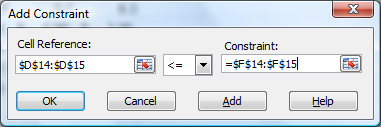 Add Constraint
Cell Reference: Constraint:
$D$14:$D$15 <= =$F$14:$F$15
OK Cancel Add Help